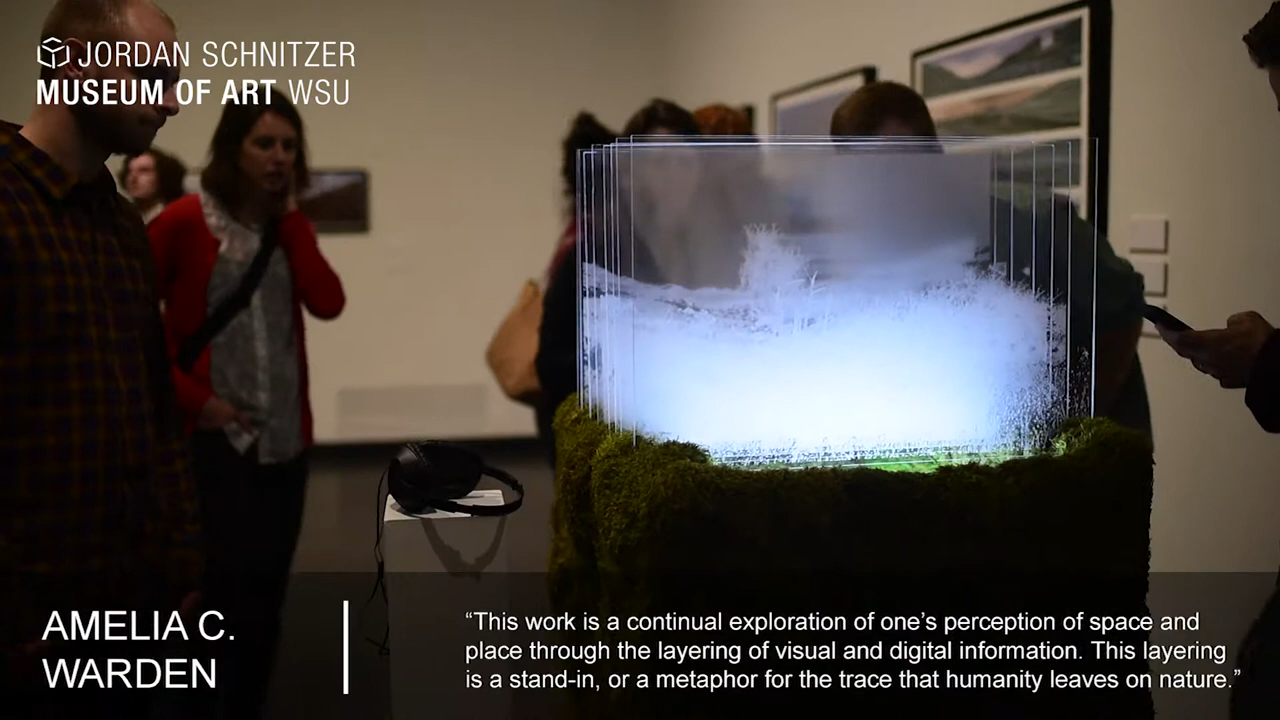 JORDAN SCHNITZER
MUSEUM OF ART WSU
AMELIA C.
WARDEN
“This work is a continual exploration of one’s perception of space and
place through the layering of visual and digital information. This layering
is a stand-in, or a metaphor for the trace that humanity leaves on nature.”